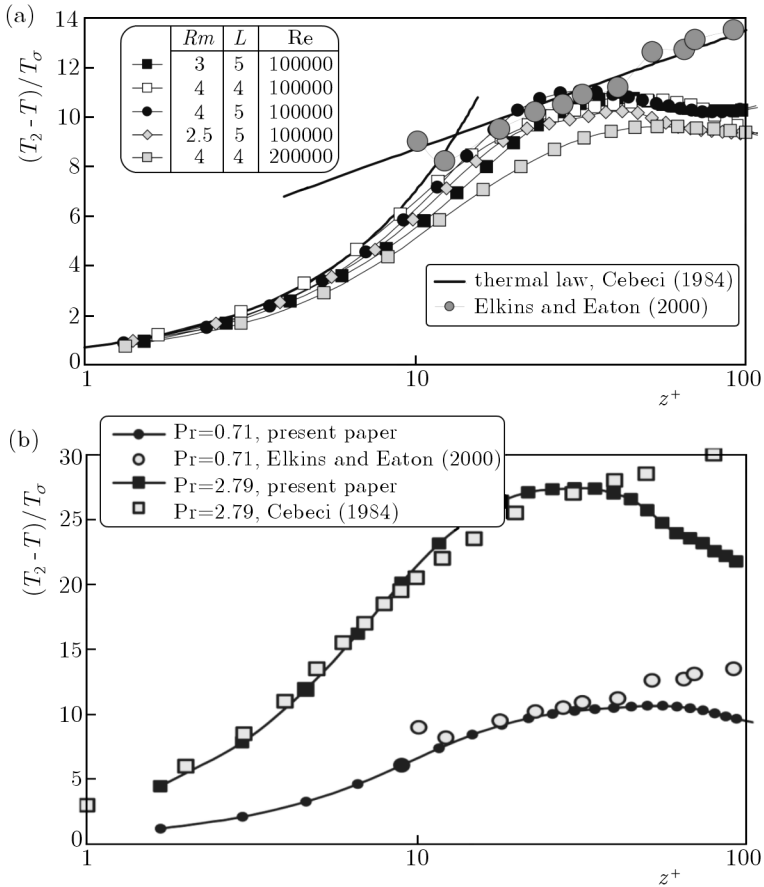 (a)
14
12
10
8
6
4
2
0
(T₂ - T)/Tσ
Rm L Re
3 5 100000
4 4 100000
4 5 100000
2.5 5 100000
4 4 200000
thermal law, Cebeci (1984)
Elkins and Eaton (2000)
1 10 100
z⁺
(b)
30
25
20
15
10
5
0
(T₂ - T)/Tσ
Pr=0.71, present paper
Pr=0.71, Elkins and Eaton (2000)
Pr=2.79, present paper
Pr=2.79, Cebeci (1984)
1 10 100
z⁺